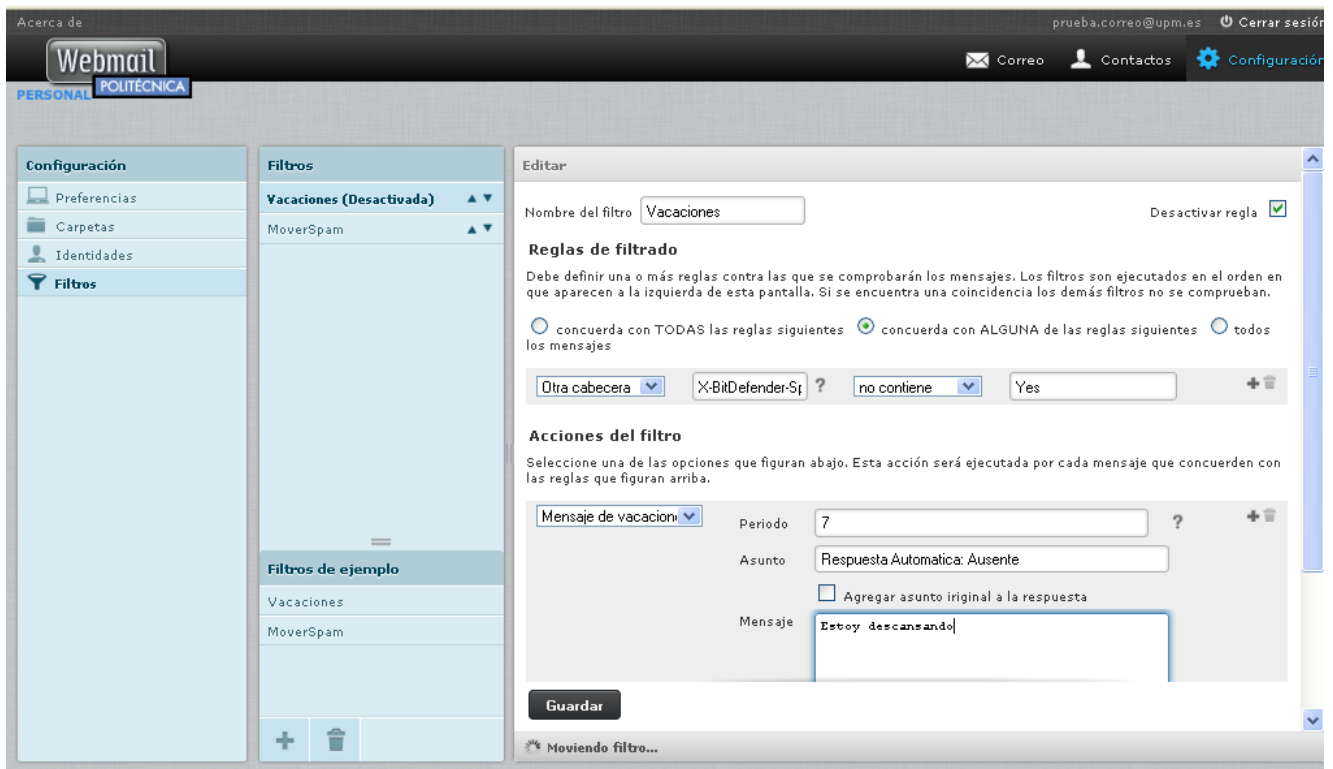 Acerca de
prueba.correo@upm.es Cerrar sesión
Webmail
POLITÉCNICA
PERSONAL
Correo Contactos Configuración
Configuración
Preferencias
Carpetas
Identidades
Filtros
Filtros
Vacaciones (Desactivada)
MoverSpam
Filtros de ejemplo
Vacaciones
MoverSpam
Editar
Nombre del filtro Vacaciones Desactivar regla
Reglas de filtrado
Debe definir una o más reglas contra las que se comprobarán los mensajes. Los filtros son ejecutados en el orden en
que aparecen a la izquierda de esta pantalla. Si se encuentra una coincidencia los demás filtros no se comprueban.
concuerda con TODAS las reglas siguientes concuerda con ALGUNA de las reglas siguientes todos
los mensajes
Otra cabecera X-BitDefender-Sp ? no contiene Yes
Acciones del filtro
Seleccione una de las opciones que figuran abajo. Esta acción será ejecutada por cada mensaje que concuerden con
las reglas que figuran arriba.
Mensaje de vacacion Periodo 7 ?
Asunto Respuesta Automatica: Ausente
Agregar asunto iriginal a la respuesta
Mensaje Estoy descansando
Guardar
Moviendo filtro...